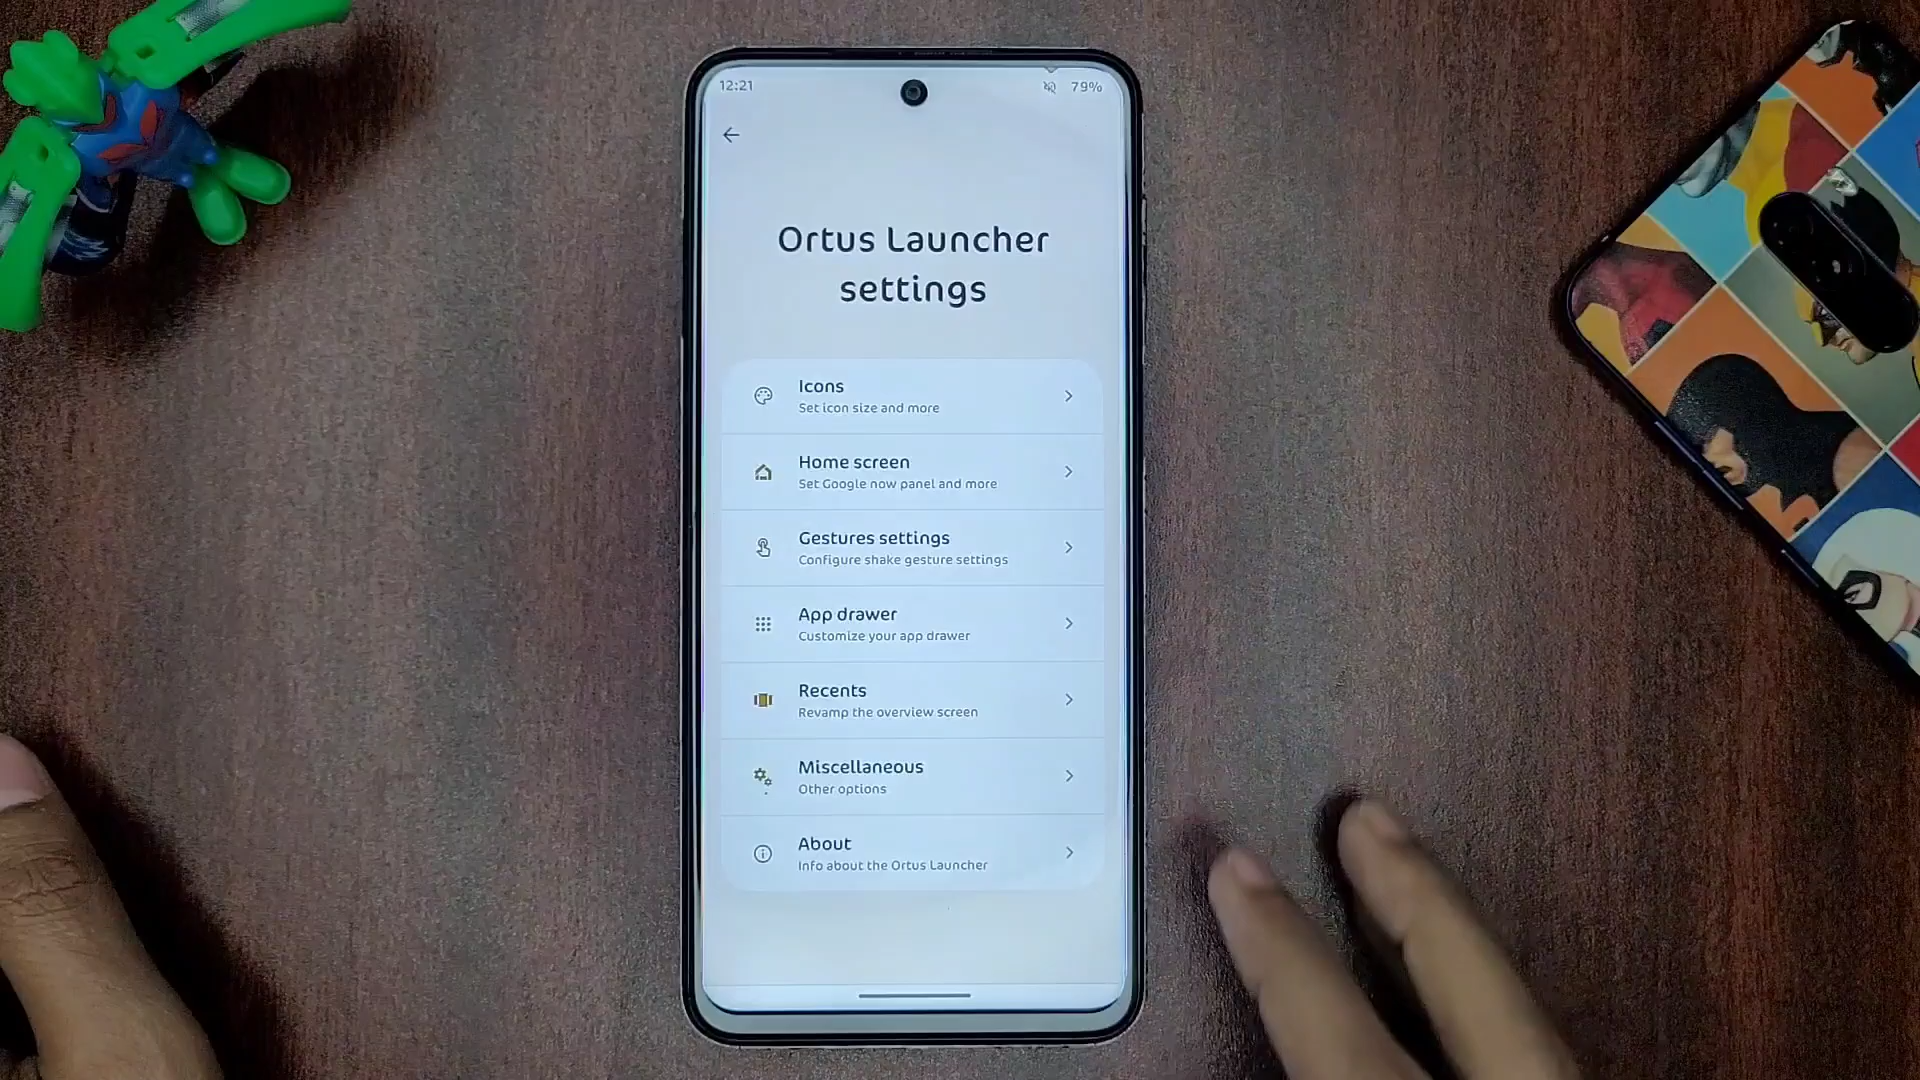 12:21
79%
Ortus Launcher
settings
Icons
Set icon size and more
Home screen
Set Google now panel and more
Gestures settings
Configure shake gesture settings
App drawer
Customize your app drawer
Recents
Revamp the overview screen
Miscellaneous
Other options
About
Info about the Ortus Launcher